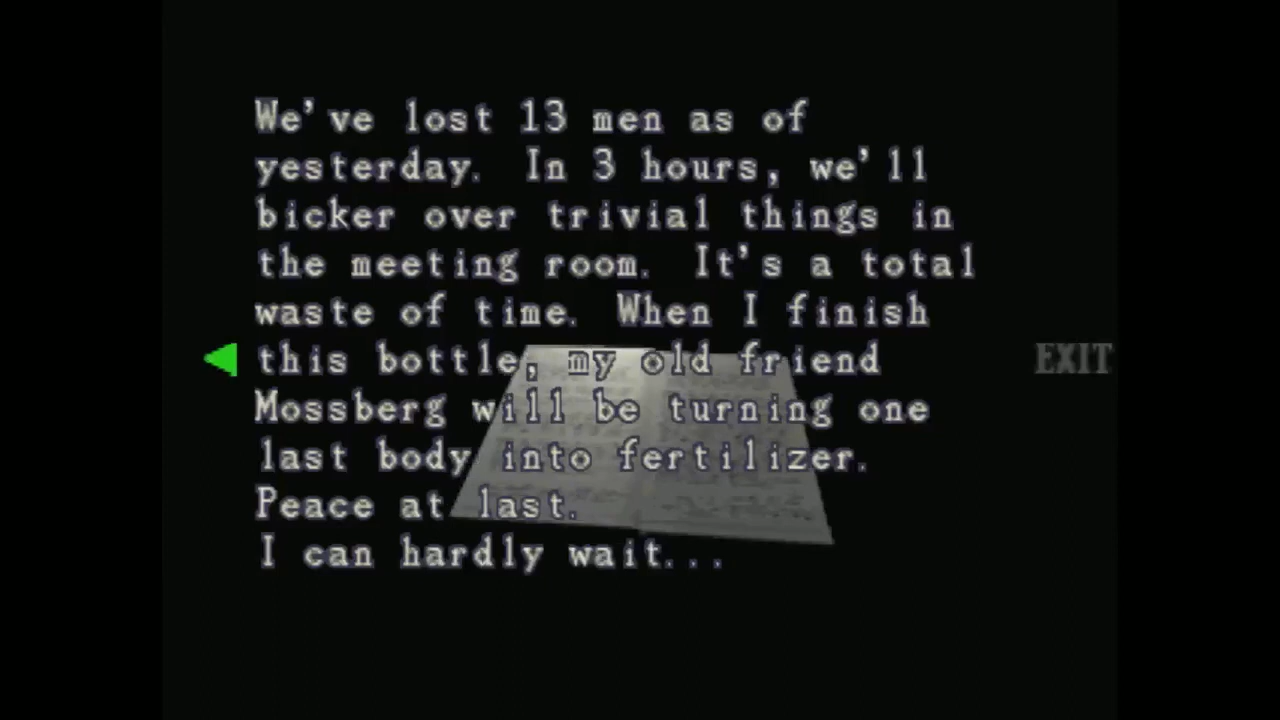 We've lost 13 men as of
yesterday. In 3 hours, we'll
bicker over trivial things in
the meeting room. It's a total
waste of time. When I finish
this bottle, my old friend
EXIT
Mossberg will be turning one
last body into fertilizer.
Peace at last.
I can hardly wait...